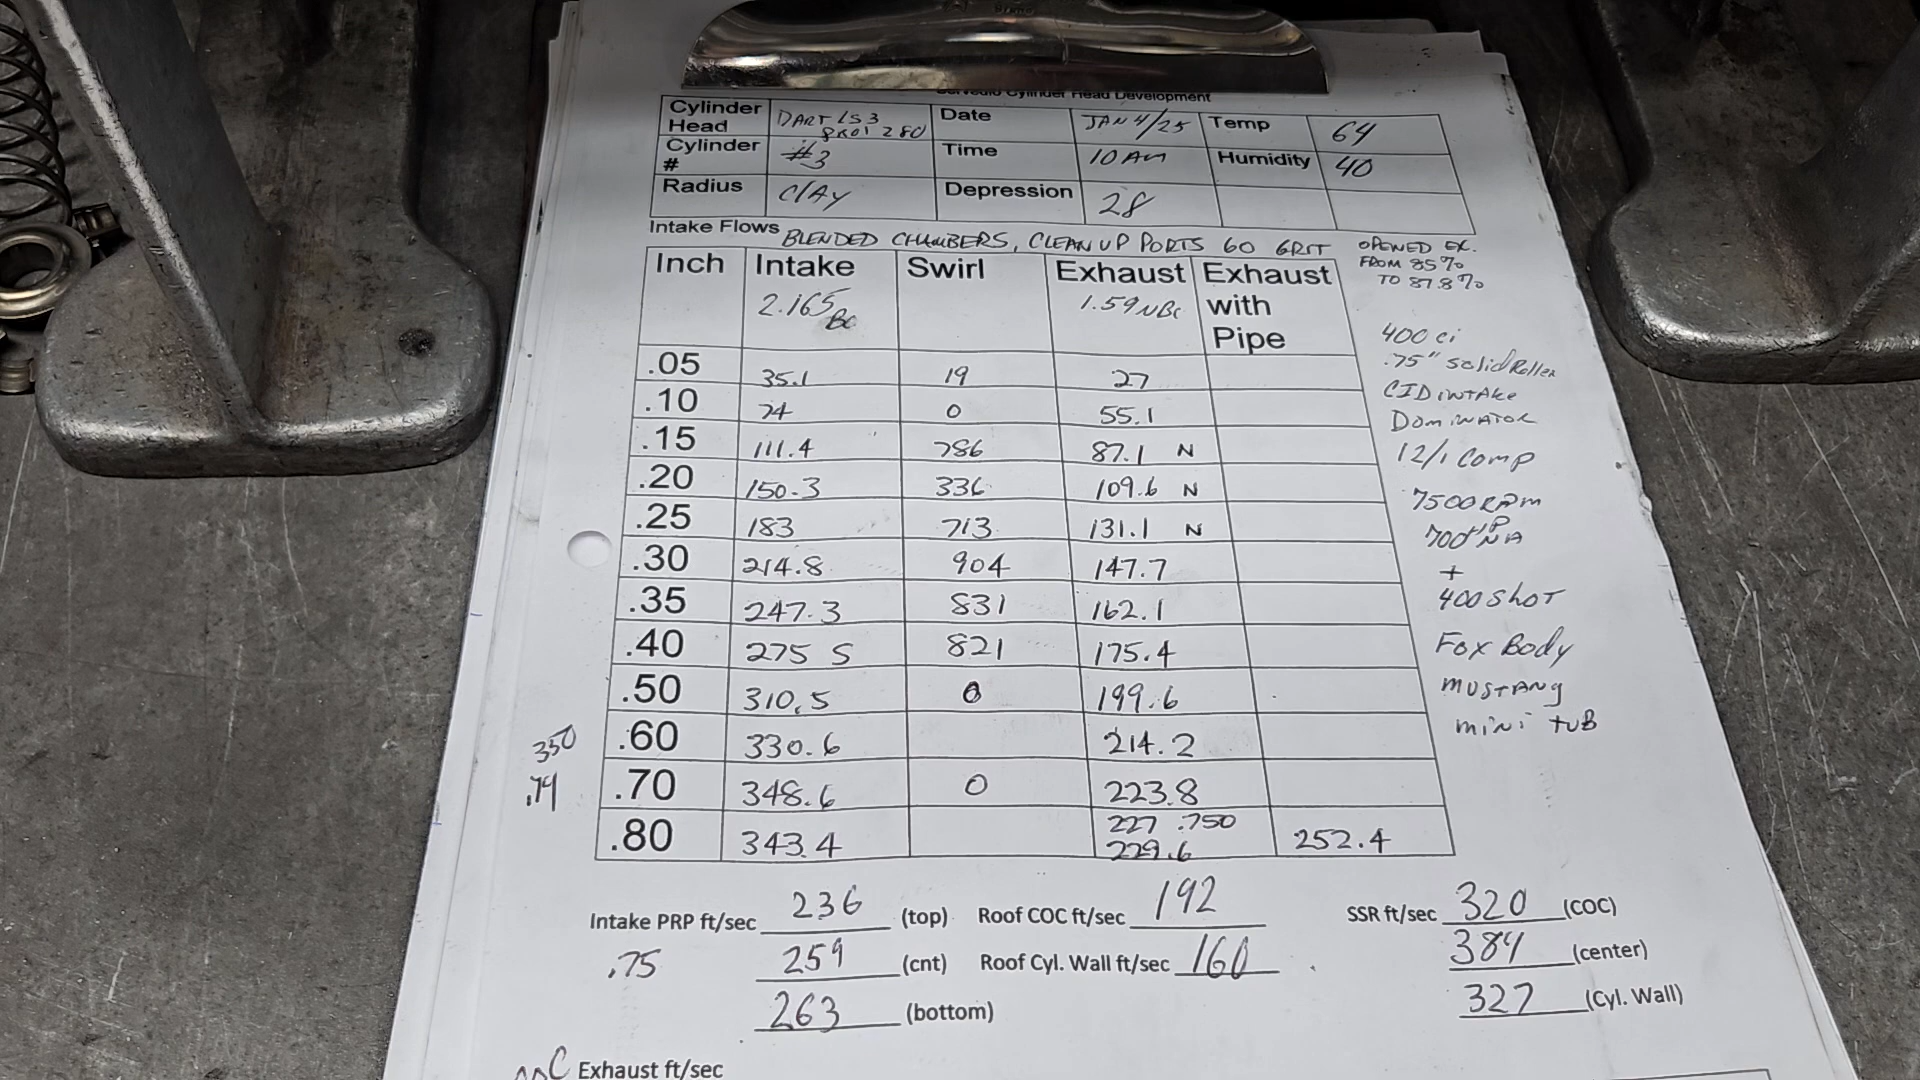 Cylinder Head Development
Cylinder Head DART LS3 280 Date JAN 4/25 Temp 64
Cylinder # #3 Time 10 AM Humidity 40
Radius CLAY Depression 28
Intake Flows BLENDED CHAMBERS, CLEAN UP PORTS 60 GRIT
OPENED EX.
FROM 85%
TO 87.8%
Inch Intake Swirl Exhaust Exhaust with Pipe
2.165 BC 1.59 NBC
.05 35.1 19 27
.10 74 0 55.1
.15 111.4 786 87.1 N
.20 150.3 336 109.6 N
.25 183 713 131.1 N
.30 214.8 904 147.7
.35 247.3 831 162.1
.40 275 S 821 175.4
.50 310.5 0 199.6
.60 330.6 214.2
.70 348.6 0 223.8
.80 343.4 227 .750 229.6 252.4
400 ci
.75" solid Roller
CID intake
Dominator
12/1 Comp
7500 RPM
700 HP NA
+
400 SHOT
Fox Body
MUSTANG
mini tub
350
.74
Intake PRP ft/sec 236 (top) Roof COC ft/sec 192 SSR ft/sec 320 (COC)
.75 259 (cnt) Roof Cyl. Wall ft/sec 160 384 (center)
263 (bottom) 327 (Cyl. Wall)
Exhaust ft/sec